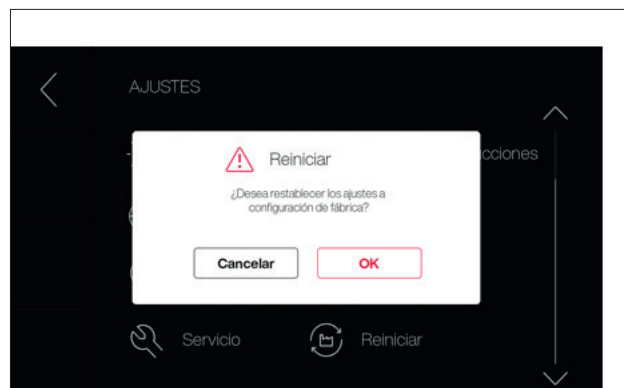 AJUSTES
cciones
Reiniciar
¿Desea restablecer los ajustes a
configuración de fábrica?
Cancelar
OK
Servicio
Reiniciar